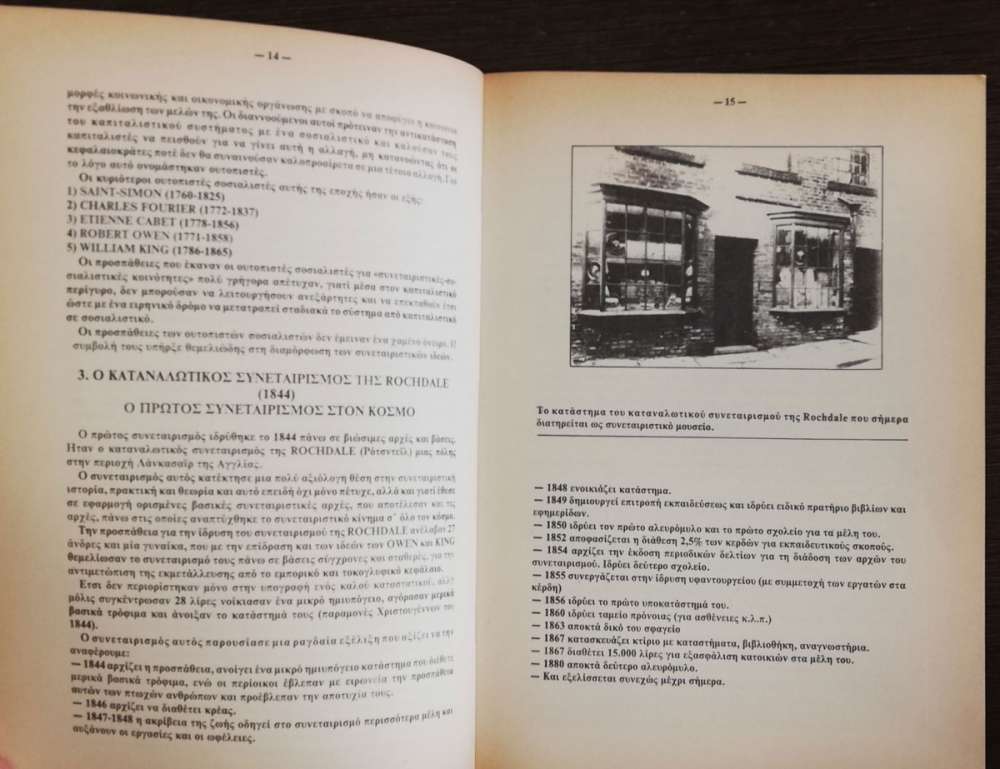 — 14 —
μορφές κοινωνικής και οικονομικής οργάνωσης με σκοπό να αποφύγει η κοινωνία
την εξαθλίωση των μελών της. Οι διαννοούμενοι αυτοί πρότειναν την αντικατάσταση
του καπιταλιστικού συστήματος με ένα σοσιαλιστικό και καλούσαν τους
καπιταλιστές να πεισθούν για να γίνει αυτή η αλλαγή, μη κατανοώντας ότι οι
κεφαλαιοκράτες ποτέ δεν θα συναινούσαν καλοπροαίρετα σε μια τέτοια αλλαγή. Για
το λόγο αυτό ονομάστηκαν ουτοπιστές.
Οι κυριότεροι ουτοπιστές σοσιαλιστές αυτής της εποχής ήσαν οι εξής:
1) SAINT-SIMON (1760-1825)
2) CHARLES FOURIER (1772-1837)
3) ETIENNE CABET (1778-1856)
4) ROBERT OWEN (1771-1858)
5) WILLIAM KING (1786-1865)
Οι προσπάθειες που έκαναν οι ουτοπιστές σοσιαλιστές για «συνεταιριστικές-σο-
σιαλιστικές κοινότητες» πολύ γρήγορα απέτυχαν, γιατί μέσα στον καπιταλιστικό
περίγυρο, δεν μπορούσαν να λειτουργήσουν ανεξάρτητες και να επεκταθούν έτσι
ώστε με ένα ειρηνικό δρόμο να μετατραπεί σταδιακά το σύστημα από καπιταλιστικό
σε σοσιαλιστικό.
Οι προσπάθειες των ουτοπιστών σοσιαλιστών δεν έμειναν ένα χαμένο όνειρο. Η
συμβολή τους υπήρξε θεμελιώδης στη διαμόρφωση των συνεταιριστικών ιδεών.
3. Ο ΚΑΤΑΝΑΛΩΤΙΚΟΣ ΣΥΝΕΤΑΙΡΙΣΜΟΣ ΤΗΣ ROCHDALE
(1844)
Ο ΠΡΩΤΟΣ ΣΥΝΕΤΑΙΡΙΣΜΟΣ ΣΤΟΝ ΚΟΣΜΟ
Ο πρώτος συνεταιρισμός ιδρύθηκε το 1844 πάνω σε βιώσιμες αρχές και βάσεις.
Ήταν ο καταναλωτικός συνεταιρισμός της ROCHDALE (Ρότσντεϊλ) μιας πόλης
στην περιοχή Λάνκασαϊρ της Αγγλίας.
Ο συνεταιρισμός αυτός κατέκτησε μια πολύ αξιόλογη θέση στην συνεταιριστική
ιστορία, πρακτική και θεωρία και αυτό επειδή όχι μόνο πέτυχε, αλλά και γιατί έθεσε
σε εφαρμογή ορισμένες βασικές συνεταιριστικές αρχές, που αποτέλεσαν και τις
αρχές, πάνω στις οποίες αναπτύχθηκε το συνεταιριστικό κίνημα σ' όλο τον κόσμο.
Την προσπάθεια για την ίδρυση του συνεταιρισμού της ROCHDALE ανέλαβαν 27
άνδρες και μία γυναίκα, που με την επίδραση και των ιδεών των OWEN και KING
θεμελίωσαν το συνεταιρισμό τους πάνω σε βάσεις σύγχρονες και σταθερές, για την
αντιμετώπιση της εκμετάλλευσης από το εμπορικό και τοκογλυφικό κεφάλαιο.
Ετσι δεν περιορίστηκαν μόνο στην υπογραφή ενός καλού καταστατικού, αλλά
μόλις συγκέντρωσαν 28 λίρες νοίκιασαν ένα μικρό ημιυπόγειο, αγόρασαν μερικά
βασικά τρόφιμα και άνοιξαν το κατάστημά τους (παραμονές Χριστουγέννων του
1844).
Ο συνεταιρισμός αυτός παρουσίασε μια ραγδαία εξέλιξη που αξίζει να την
αναφέρουμε:
— 1844 αρχίζει η προσπάθεια, ανοίγει ένα μικρό ημιυπόγειο κατάστημα που διέθετε
μερικά βασικά τρόφιμα, ενώ οι περίοικοι έβλεπαν με ειρωνεία την προσπάθεια
αυτών των πτωχών ανθρώπων και προέβλεπαν την αποτυχία τους.
— 1846 αρχίζει να διαθέτει κρέας.
— 1847-1848 η ακρίβεια της ζωής οδηγεί στο συνεταιρισμό περισσότερα μέλη και
αυξάνουν οι εργασίες και οι ωφέλειες.
— 15 —
Το κατάστημα του καταναλωτικού συνεταιρισμού της Rochdale που σήμερα
διατηρείται ως συνεταιριστικό μουσείο.
— 1848 ενοικιάζει κατάστημα.
— 1849 δημιουργεί επιτροπή εκπαιδεύσεως και ιδρύει ειδικό πρατήριο βιβλίων και
εφημερίδων.
— 1850 ιδρύει τον πρώτο αλευρόμυλο και το πρώτο σχολείο για τα μέλη του.
— 1852 αποφασίζεται η διάθεση 2,5% των κερδών για εκπαιδευτικούς σκοπούς.
— 1854 αρχίζει την έκδοση περιοδικών δελτίων για τη διάδοση των αρχών του
συνεταιρισμού. Ιδρύει δεύτερο σχολείο.
— 1855 συνεργάζεται στην ίδρυση υφαντουργείου (με συμμετοχή των εργατών στα
κέρδη)
— 1856 ιδρύει το πρώτο υποκατάστημά του.
— 1860 ιδρύει ταμείο πρόνοιας (για ασθένειες κ.λ.π.)
— 1863 αποκτά δικό του σφαγείο
— 1867 κατασκευάζει κτίριο με καταστήματα, βιβλιοθήκη, αναγνωστήρια.
— 1867 διαθέτει 15.000 λίρες για εξασφάλιση κατοικιών στα μέλη του.
— 1880 αποκτά δεύτερο αλευρόμυλο.
— Και εξελίσσεται συνεχώς μέχρι σήμερα.